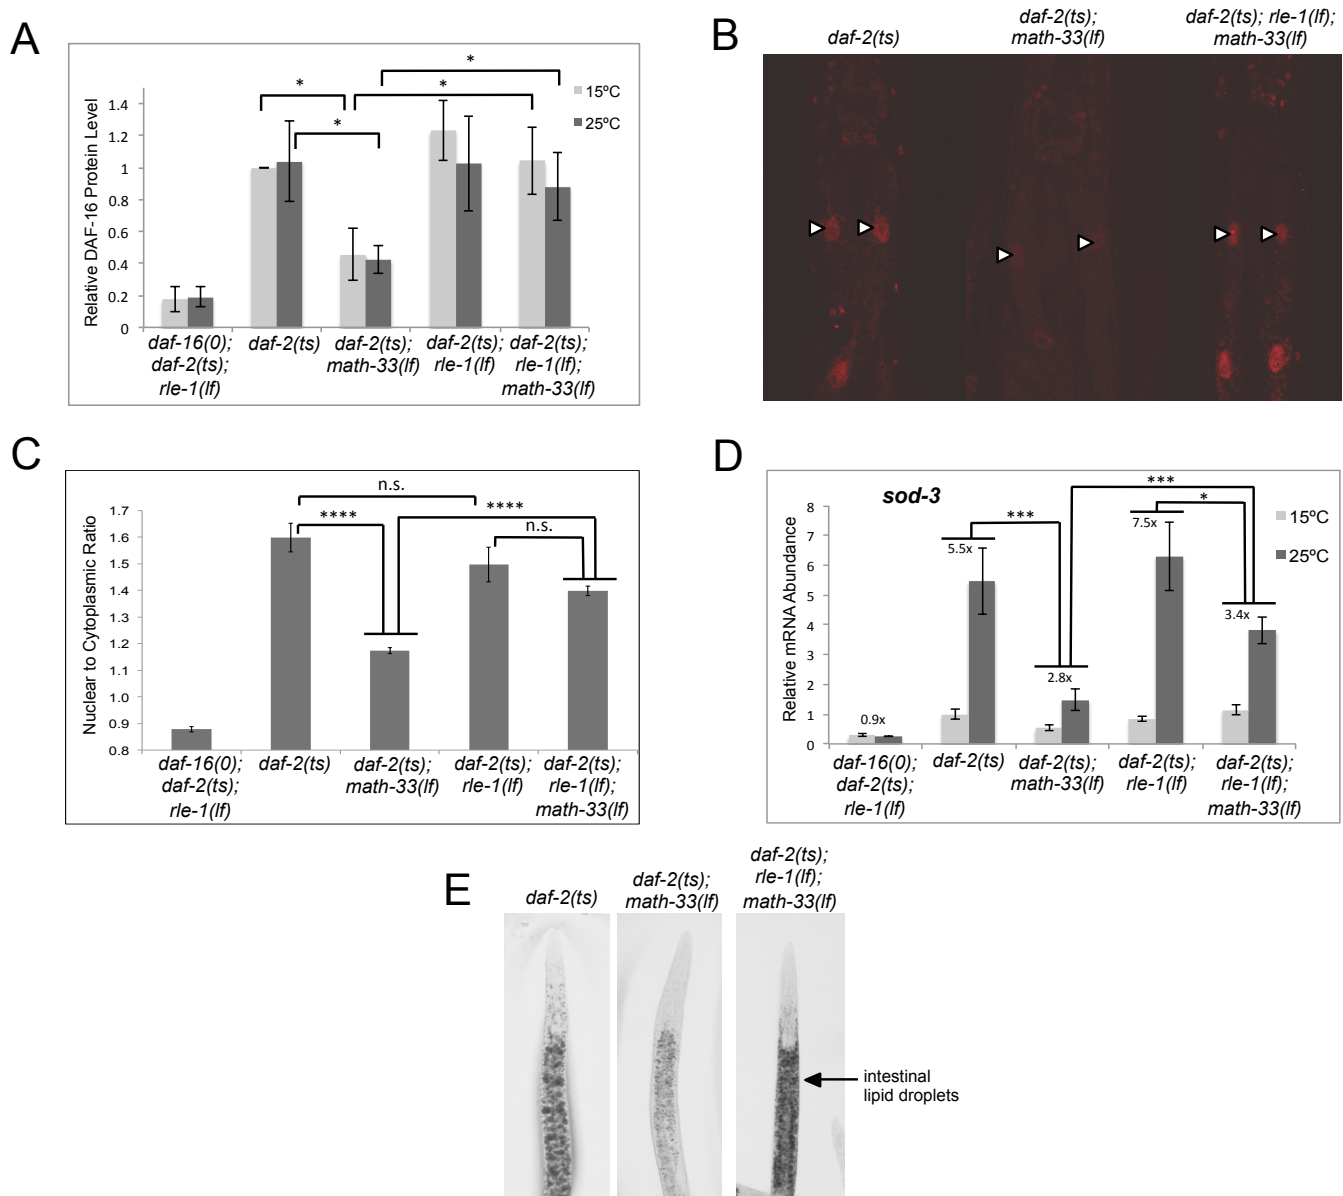 A
Relative DAF-16 Protein Level
1.4
1.2
1
0.8
0.6
0.4
0.2
0
*
*
*
*
15ºC
25ºC
daf-16(0);
daf-2(ts);
rle-1(lf)
daf-2(ts)
daf-2(ts);
math-33(lf)
daf-2(ts);
rle-1(lf)
daf-2(ts);
rle-1(lf);
math-33(lf)
B
daf-2(ts)
daf-2(ts);
math-33(lf)
daf-2(ts); rle-1(lf);
math-33(lf)
C
Nuclear to Cytoplasmic Ratio
1.7
1.6
1.5
1.4
1.3
1.2
1.1
1
0.9
0.8
n.s.
****
****
n.s.
daf-16(0);
daf-2(ts);
rle-1(lf)
daf-2(ts)
daf-2(ts);
math-33(lf)
daf-2(ts);
rle-1(lf)
daf-2(ts);
rle-1(lf);
math-33(lf)
D
sod-3
Relative mRNA Abundance
8
7
6
5
4
3
2
1
0
***
***
*
0.9x
5.5x
2.8x
7.5x
3.4x
15ºC
25ºC
daf-16(0);
daf-2(ts);
rle-1(lf)
daf-2(ts)
daf-2(ts);
math-33(lf)
daf-2(ts);
rle-1(lf)
daf-2(ts);
rle-1(lf);
math-33(lf)
E
daf-2(ts)
daf-2(ts);
math-33(lf)
daf-2(ts);
rle-1(lf);
math-33(lf)
intestinal
lipid droplets